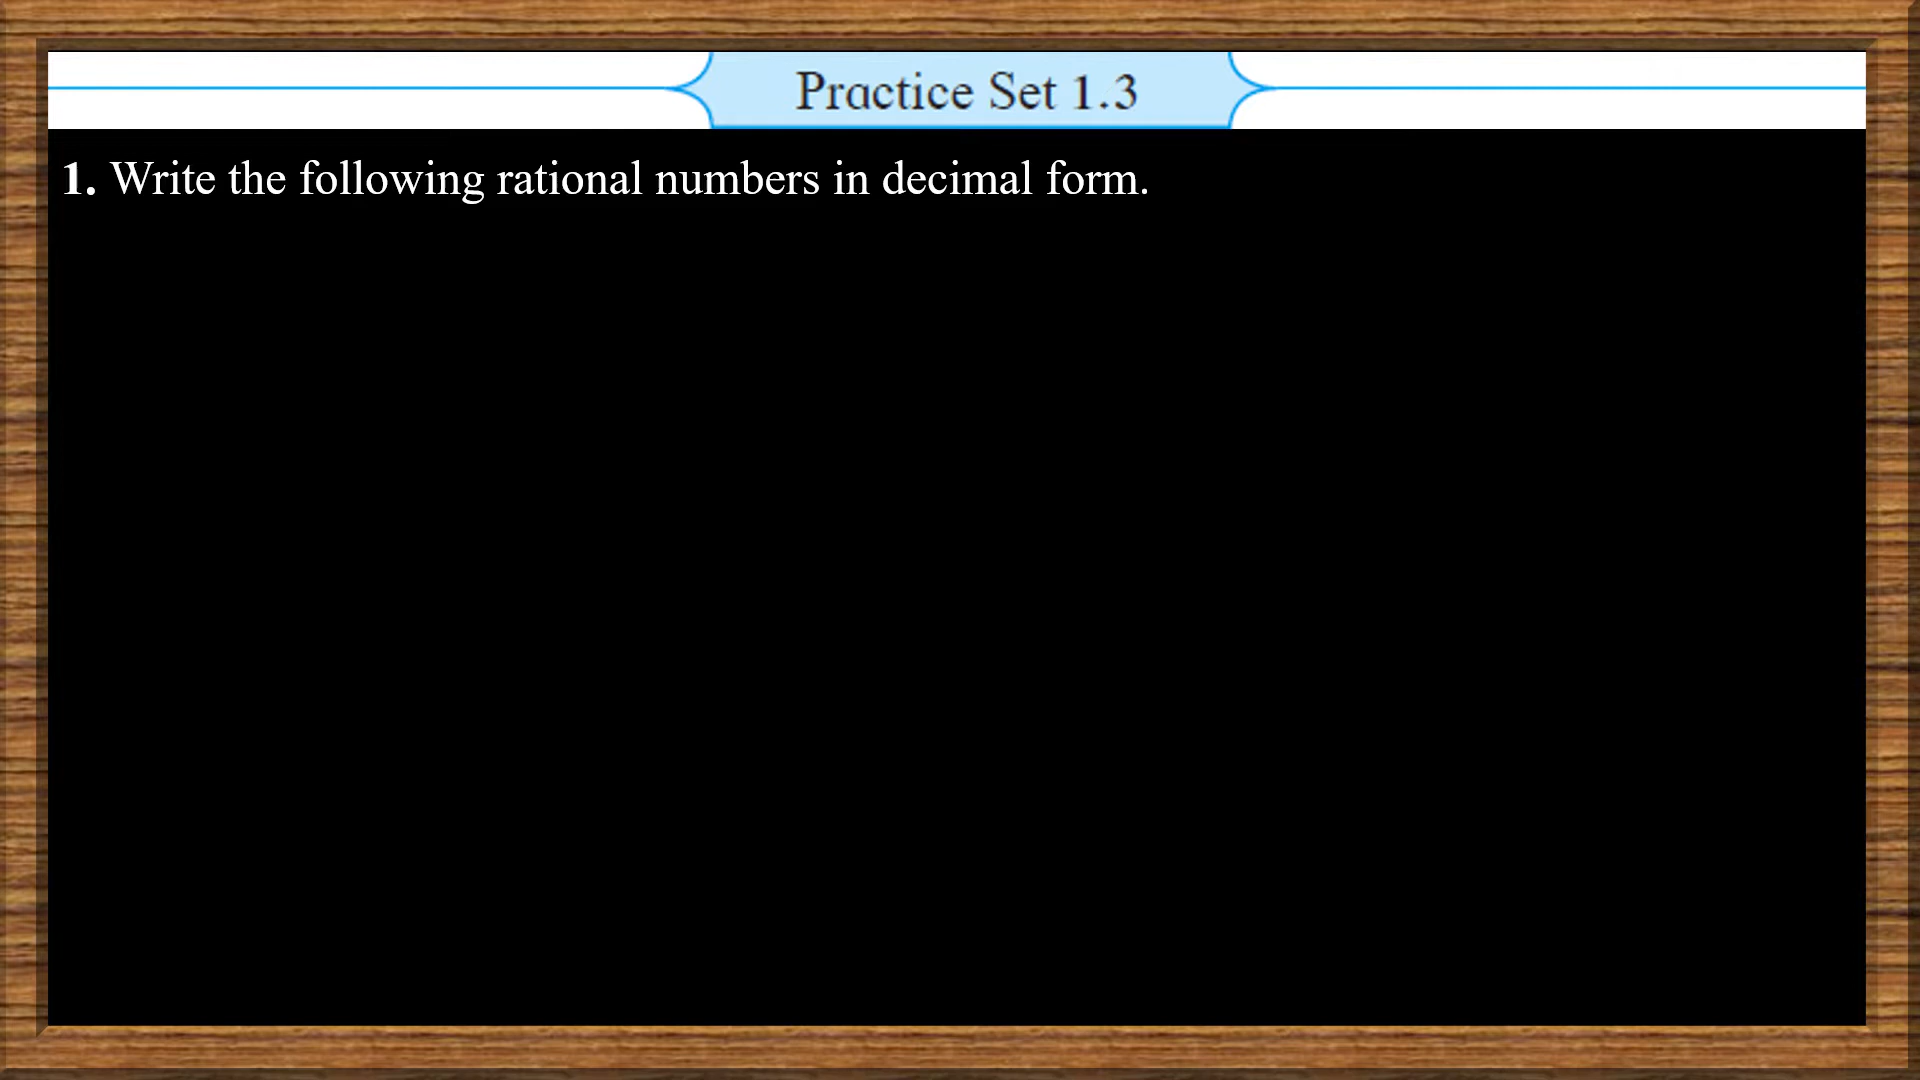 Practice Set 1.3
1. Write the following rational numbers in decimal form.